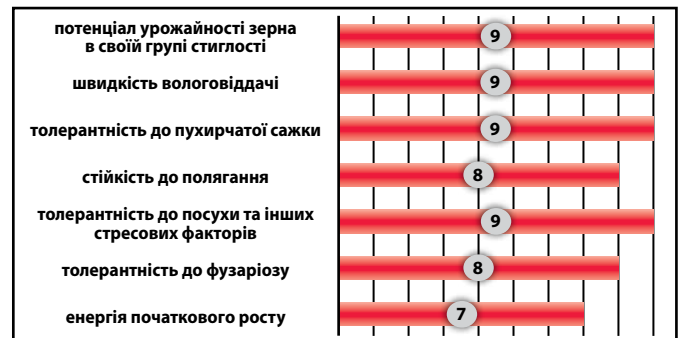 потенціал урожайності зерна
в своїй групі стиглості
9
швидкість вологовіддачі
9
толерантність до пухирчатої сажки
9
стійкість до полягання
8
толерантність до посухи та інших
стресових факторів
9
толерантність до фузаріозу
8
енергія початкового росту
7